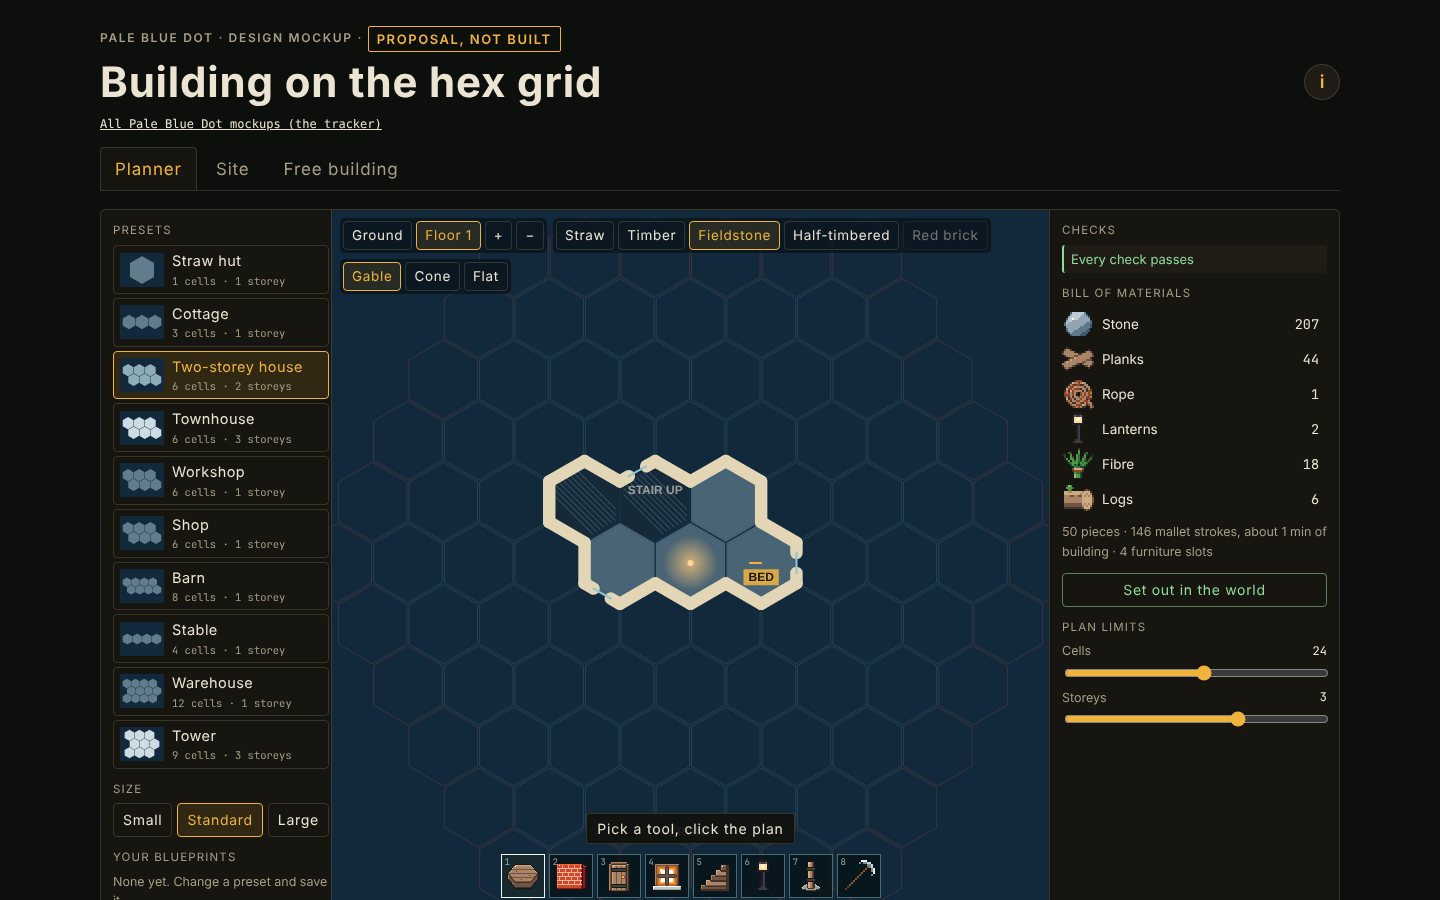 PALE BLUE DOT · DESIGN MOCKUP · PROPOSAL, NOT BUILT
Building on the hex grid
i
All Pale Blue Dot mockups (the tracker)
Planner
Site
Free building
PRESETS
Straw hut
1 cells · 1 storey
Cottage
3 cells · 1 storey
Two-storey house
6 cells · 2 storeys
Townhouse
6 cells · 3 storeys
Workshop
6 cells · 1 storey
Shop
6 cells · 1 storey
Barn
8 cells · 1 storey
Stable
4 cells · 1 storey
Warehouse
12 cells · 1 storey
Tower
9 cells · 3 storeys
SIZE
Small
Standard
Large
YOUR BLUEPRINTS
None yet. Change a preset and save
Ground
Floor 1
+
−
Straw
Timber
Fieldstone
Half-timbered
Red brick
Gable
Cone
Flat
STAIR UP
BED
Pick a tool, click the plan
1
2
3
4
5
6
7
8
CHECKS
Every check passes
BILL OF MATERIALS
Stone 207
Planks 44
Rope 1
Lanterns 2
Fibre 18
Logs 6
50 pieces · 146 mallet strokes, about 1 min of
building · 4 furniture slots
Set out in the world
PLAN LIMITS
Cells 24
Storeys 3